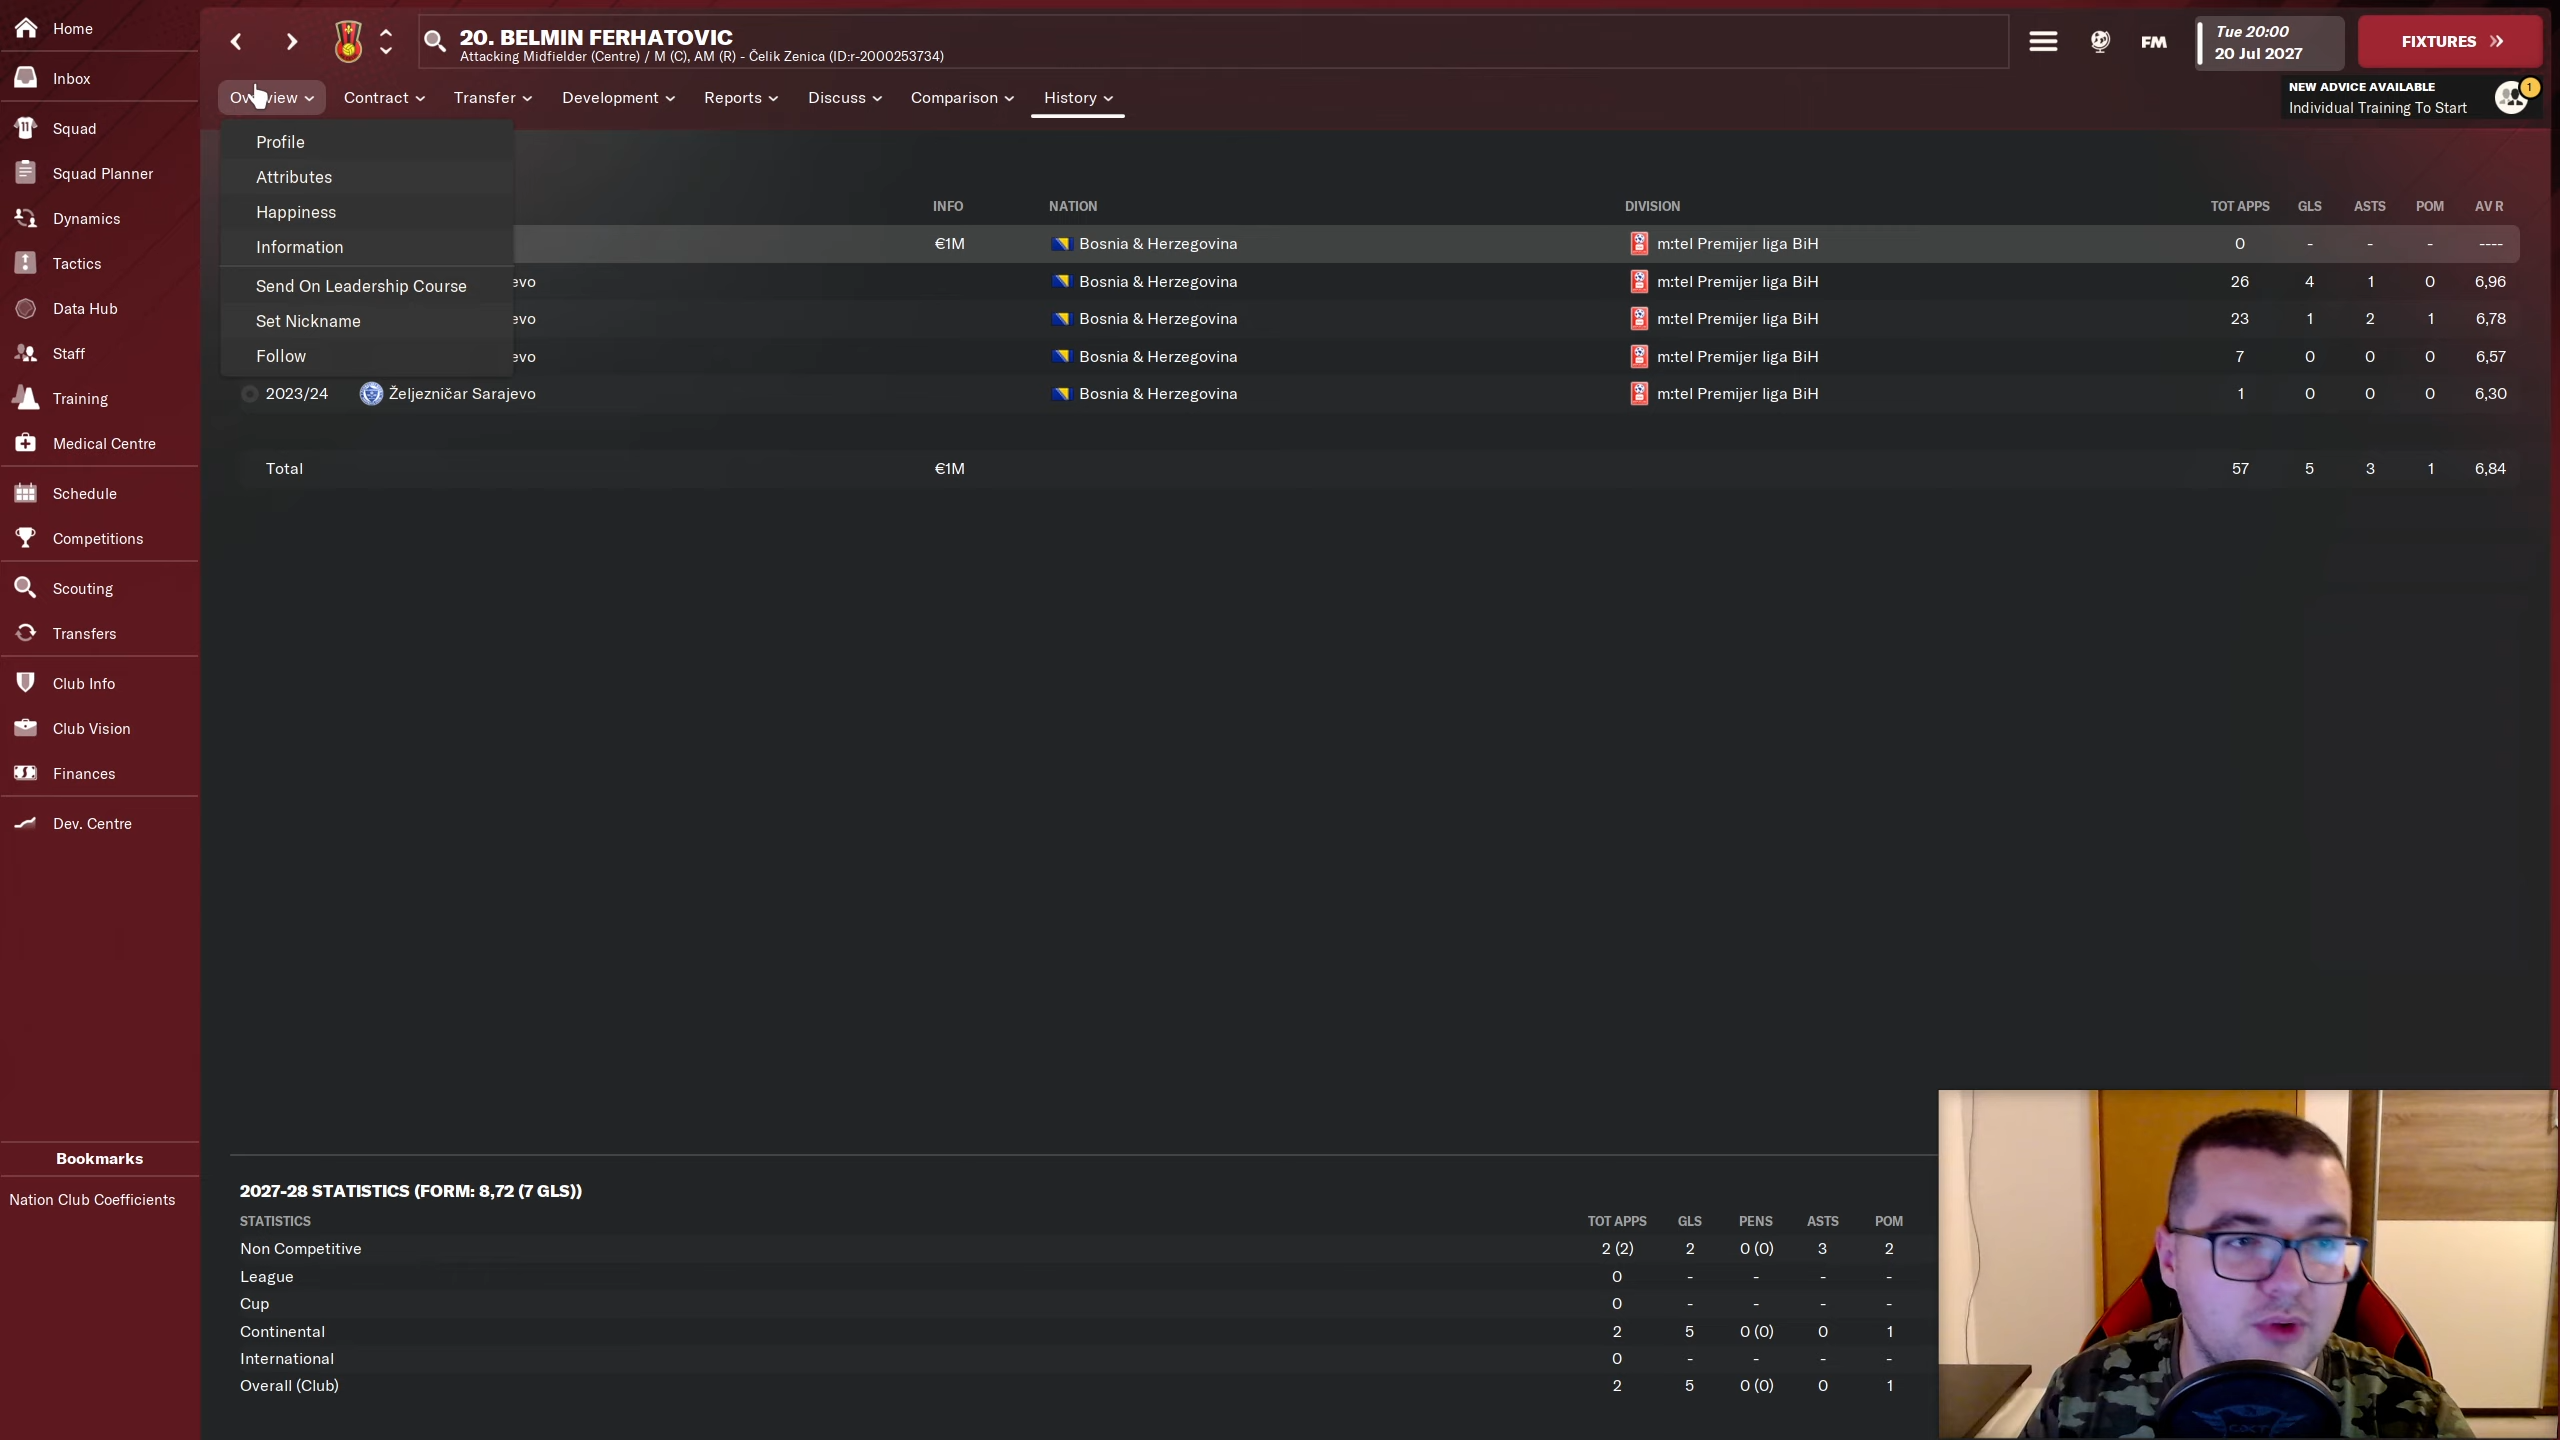 Home
Inbox
Squad
Squad Planner
Dynamics
Tactics
Data Hub
Staff
Training
Medical Centre
Schedule
Competitions
Scouting
Transfers
Club Info
Club Vision
Finances
Dev. Centre
Bookmarks
Nation Club Coefficients
20. BELMIN FERHATOVIC
Attacking Midfielder (Centre) / M (C), AM (R) - Čelik Zenica (ID:r-2000253734)
FM
Tue 20:00
20 Jul 2027
FIXTURES
Contract Transfer Development Reports Discuss Comparison History
NEW ADVICE AVAILABLE
1
Individual Training To Start
Profile
Attributes
Happiness
Information
Send On Leadership Course
Set Nickname
Follow
INFO NATION DIVISION TOT APPS GLS ASTS POM AV R
€1M Bosnia & Herzegovina m:tel Premijer liga BiH 0 - - - ----
evo Bosnia & Herzegovina m:tel Premijer liga BiH 26 4 1 0 6,96
evo Bosnia & Herzegovina m:tel Premijer liga BiH 23 1 2 1 6,78
evo Bosnia & Herzegovina m:tel Premijer liga BiH 7 0 0 0 6,57
2023/24 Željezničar Sarajevo Bosnia & Herzegovina m:tel Premijer liga BiH 1 0 0 0 6,30
Total €1M 57 5 3 1 6,84
2027-28 STATISTICS (FORM: 8,72 (7 GLS))
STATISTICS TOT APPS GLS PENS ASTS POM
Non Competitive 2 (2) 2 0 (0) 3 2
League 0 - - - -
Cup 0 - - - -
Continental 2 5 0 (0) 0 1
International 0 - - - -
Overall (Club) 2 5 0 (0) 0 1